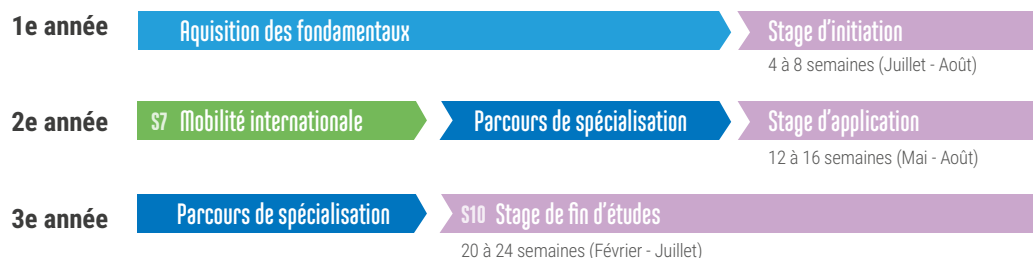 1e année
Aquisition des fondamentaux
Stage d'initiation
4 à 8 semaines (Juillet - Août)
2e année
S7 Mobilité internationale
Parcours de spécialisation
Stage d'application
12 à 16 semaines (Mai - Août)
3e année
Parcours de spécialisation
S10 Stage de fin d'études
20 à 24 semaines (Février - Juillet)